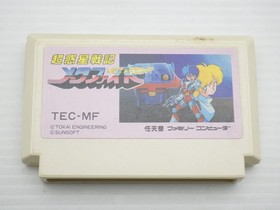 超惑星戦記
メタファイト
TEC-MF
© TOKAI ENGINEERING
© SUNSOFT
任天堂 ファミリーコンピュータ